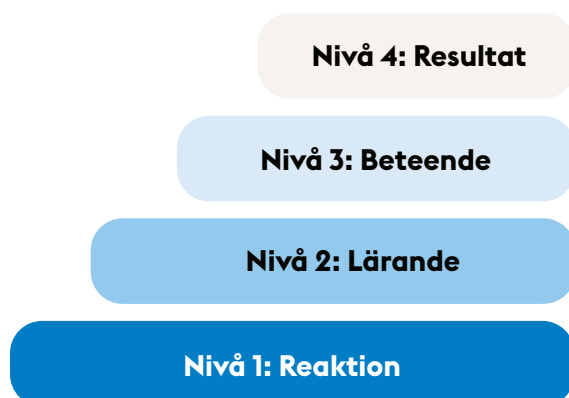 Nivå 4: Resultat
Nivå 3: Beteende
Nivå 2: Lärande
Nivå 1: Reaktion